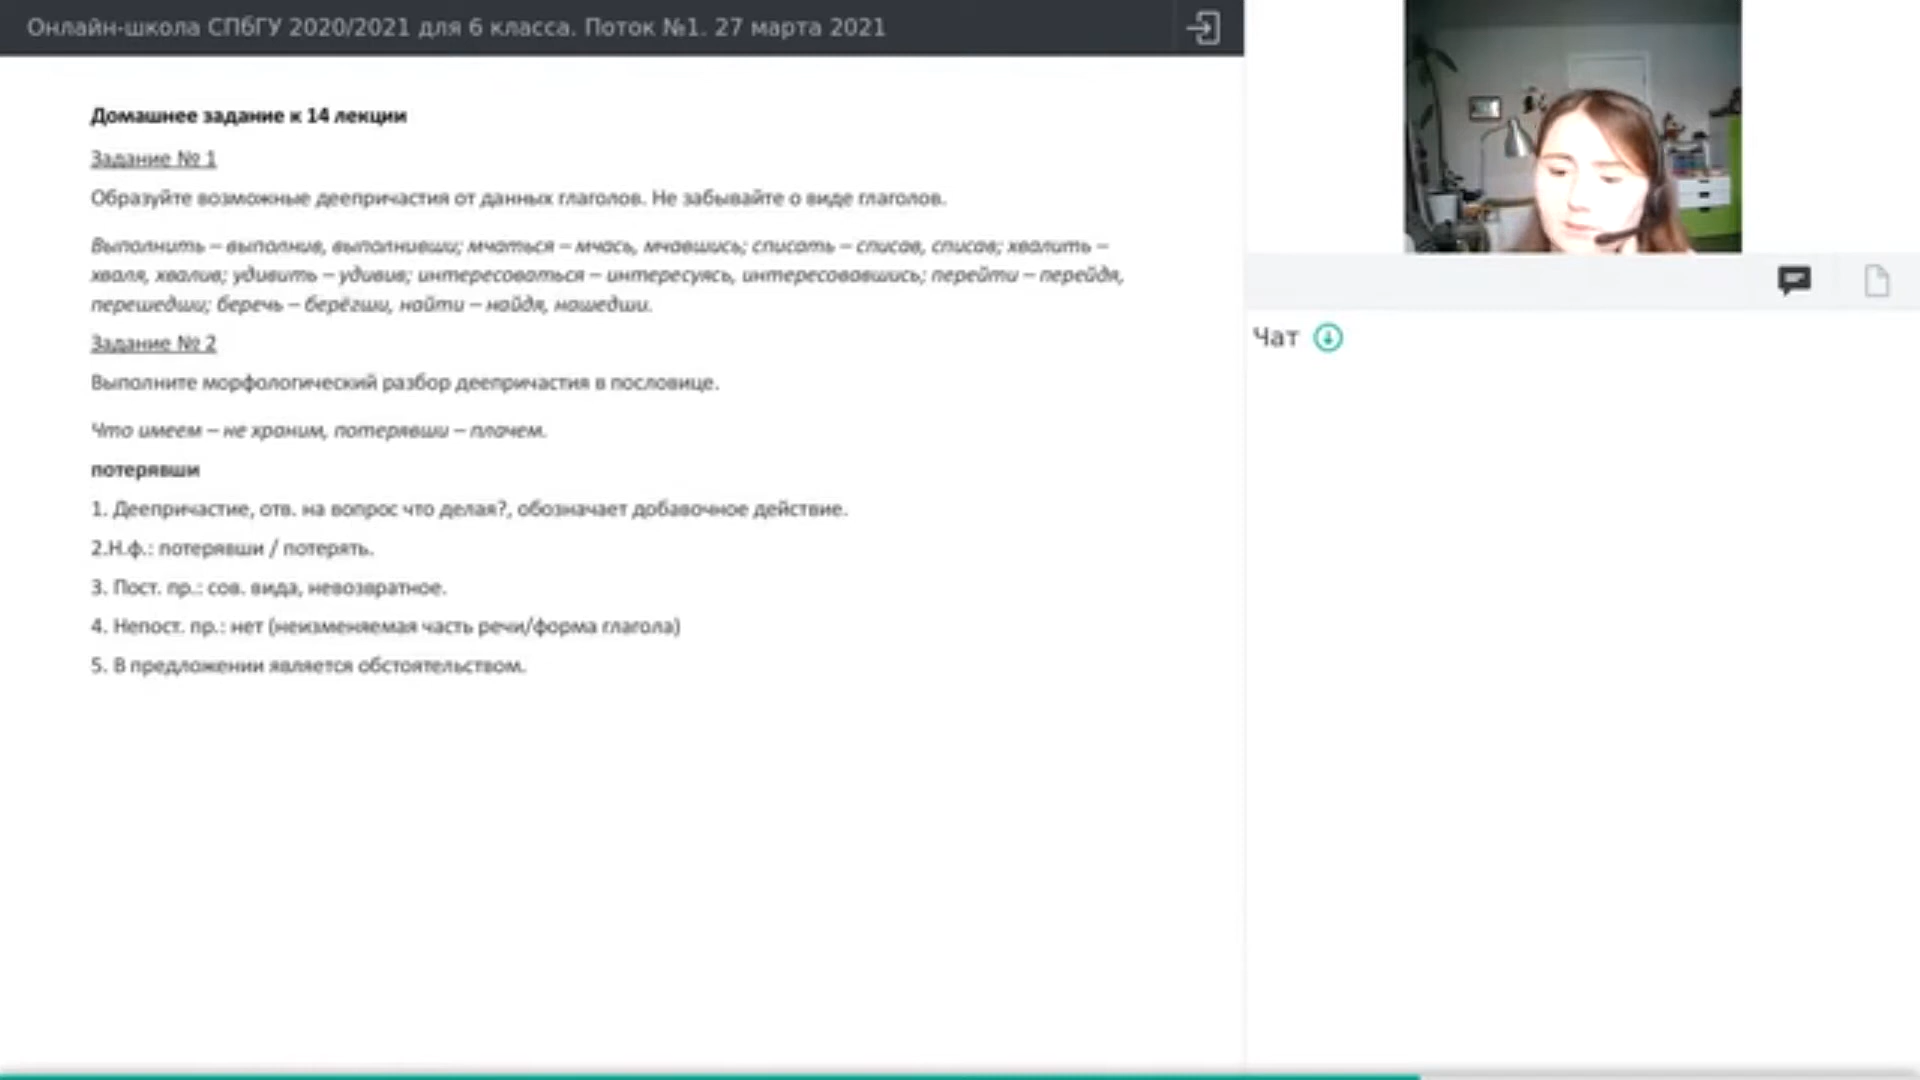 Онлайн-школа СПбГУ 2020/2021 для 6 класса. Поток №1. 27 марта 2021
Домашнее задание к 14 лекции
Задание № 1
Образуйте возможные деепричастия от данных глаголов. Не забывайте о виде глаголов.
Выполнить – выполнив, выполнивши; мчаться – мчась, мчавшись; списать – списав, списав; хвалить –
хваля, хвалив; удивить – удивив; интересоваться – интересуясь, интересовавшись; перейти – перейдя,
перешедши; беречь – берёгши, найти – найдя, нашедши.
Задание № 2
Выполните морфологический разбор деепричастия в пословице.
Что имеем – не храним, потерявши – плачем.
потерявши
1. Деепричастие, отв. на вопрос что делая?, обозначает добавочное действие.
2.Н.ф.: потерявши / потерять.
3. Пост. пр.: сов. вида, невозвратное.
4. Непост. пр.: нет (неизменяемая часть речи/форма глагола)
5. В предложении является обстоятельством.
Чат